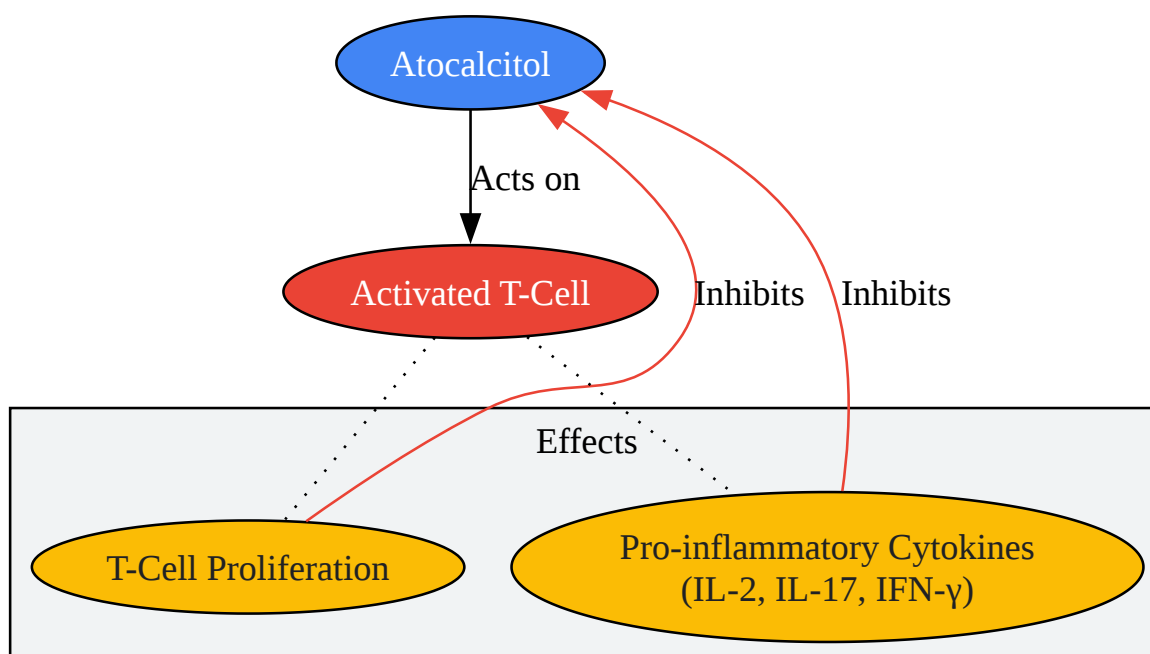 Atocalcitol
Acts on
Activated T-Cell
Inhibits
Inhibits
Effects
T-Cell Proliferation
Pro-inflammatory Cytokines
(IL-2, IL-17, IFN-γ)